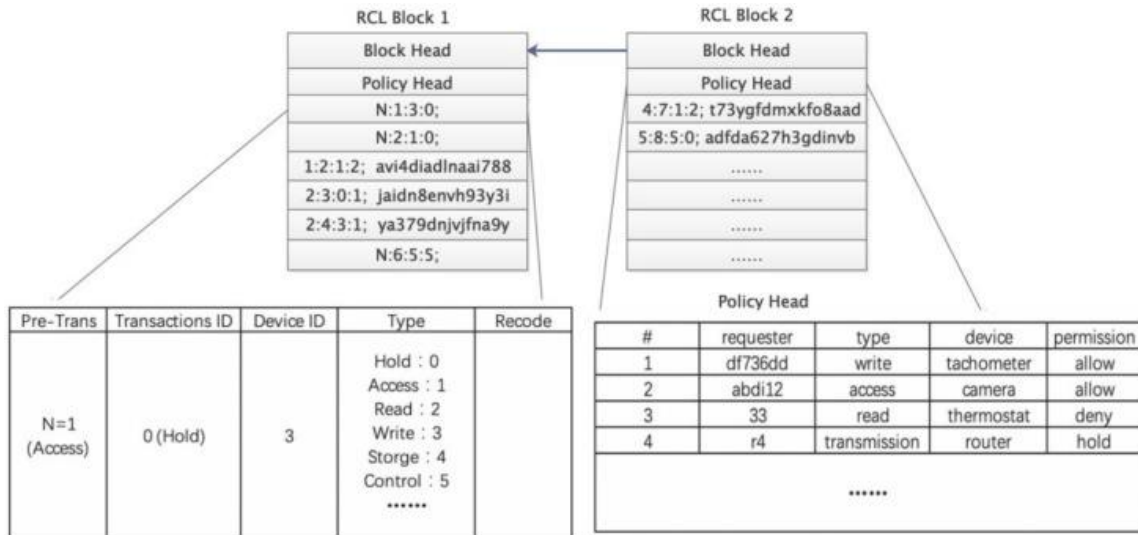 RCL Block 1
RCL Block 2
Block Head
Block Head
Policy Head
Policy Head
N:1:3:0;
4:7:1:2; t73ygfdmxkfo8aad
N:2:1:0;
5:8:5:0; adfda627h3gdinvb
1:2:1:2; avi4diadlnaai788
......
2:3:0:1; jaidn8envh93y3i
......
2:4:3:1; ya379dnjvjfna9y
......
N:6:5:5;
......
Pre-Trans Transactions ID Device ID Type Recode
N=1
(Access)
0 (Hold)
3
Hold : 0
Access : 1
Read : 2
Write : 3
Storge : 4
Control : 5
......
Policy Head
# requester type device permission
1 df736dd write tachometer allow
2 abdi12 access camera allow
3 33 read thermostat deny
4 r4 transmission router hold
......